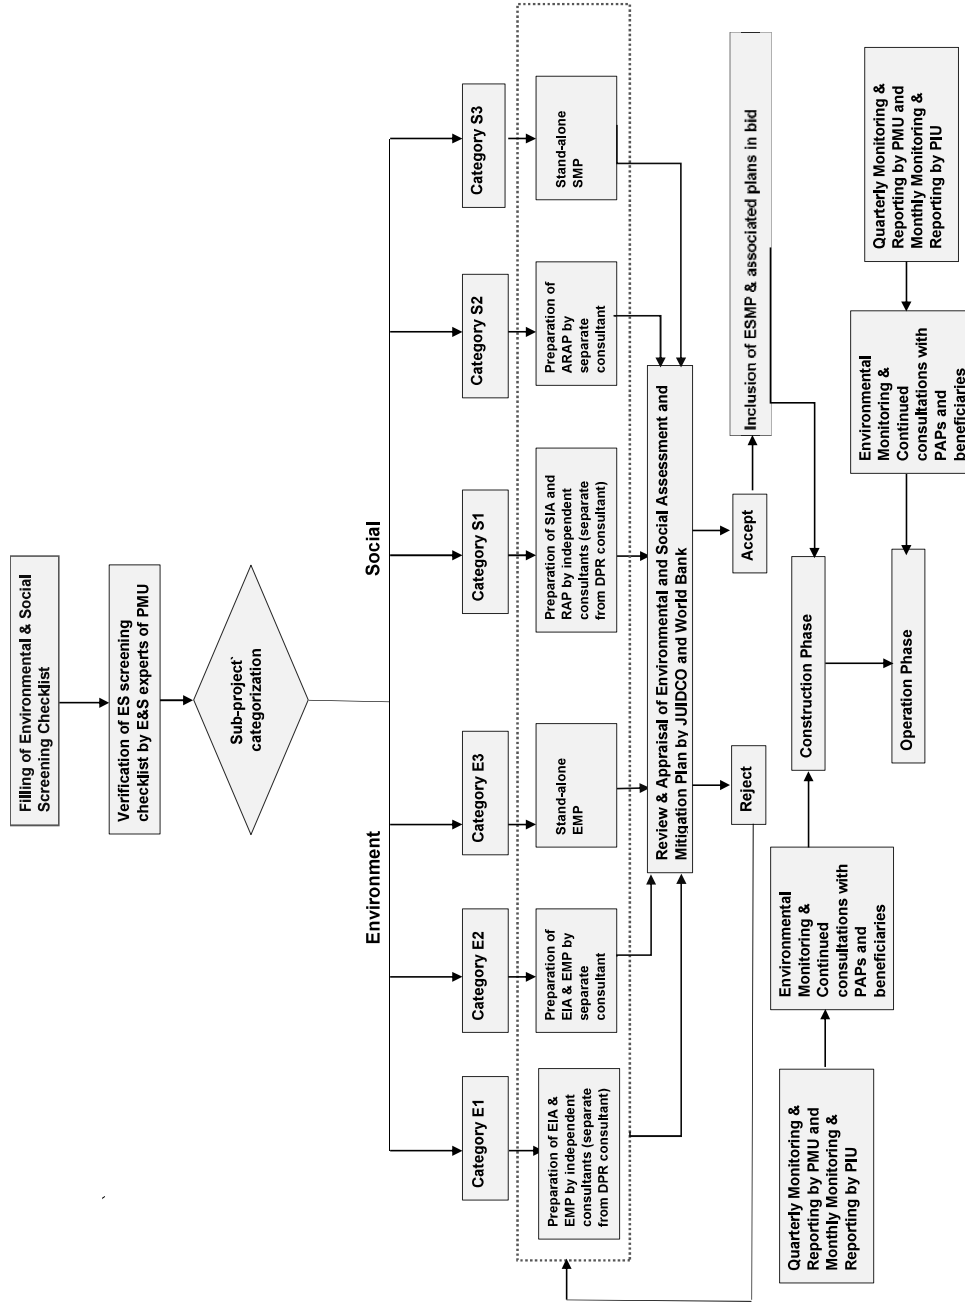 Filling of Environmental & Social
Screening Checklist
Verification of ES screening
checklist by E&S experts of PMU
Sub-project`
categorization
Environment
Social
Category E1
Category E2
Category E3
Category S1
Category S2
Category S3
Preparation of EIA &
EMP by independent
consultants (separate
from DPR consultant)
Preparation of
EIA & EMP by
separate
consultant
Stand-alone
EMP
Preparation of SIA and
RAP by independent
consultants (separate
from DPR consultant)
Preparation of
ARAP by
separate
consultant
Stand-alone
SMP
Review & Appraisal of Environmental and Social Assessment and
Mitigation Plan by JUIDCO and World Bank
Reject
Accept
Inclusion of ESMP & associated plans in bid
Quarterly Monitoring &
Reporting by PMU and
Monthly Monitoring &
Reporting by PIU
Environmental
Monitoring &
Continued
consultations with
PAPs and
beneficiaries
Construction Phase
Operation Phase
Environmental
Monitoring &
Continued
consultations with
PAPs and
beneficiaries
Quarterly Monitoring &
Reporting by PMU and
Monthly Monitoring &
Reporting by PIU